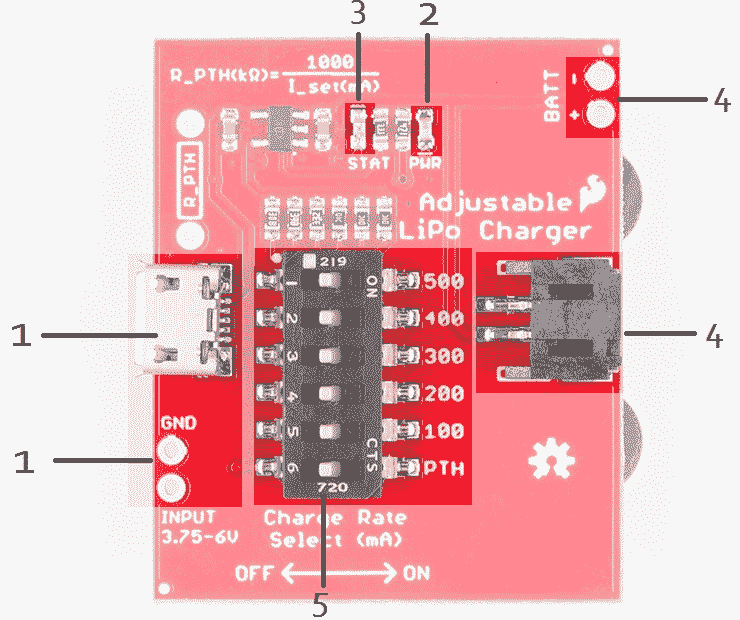 3
2
R_PTH(kΩ)=
1000
I_set(mA)
BATT
-
+
4
STAT
PWR
R_PTH
Adjustable
LiPo Charger
219
ON
1
500
2
400
3
300
4
200
5
100
6
PTH
CTS
720
1
4
GND
1
INPUT
3.75-6V
Charge Rate
Select (mA)
OFF
ON
5